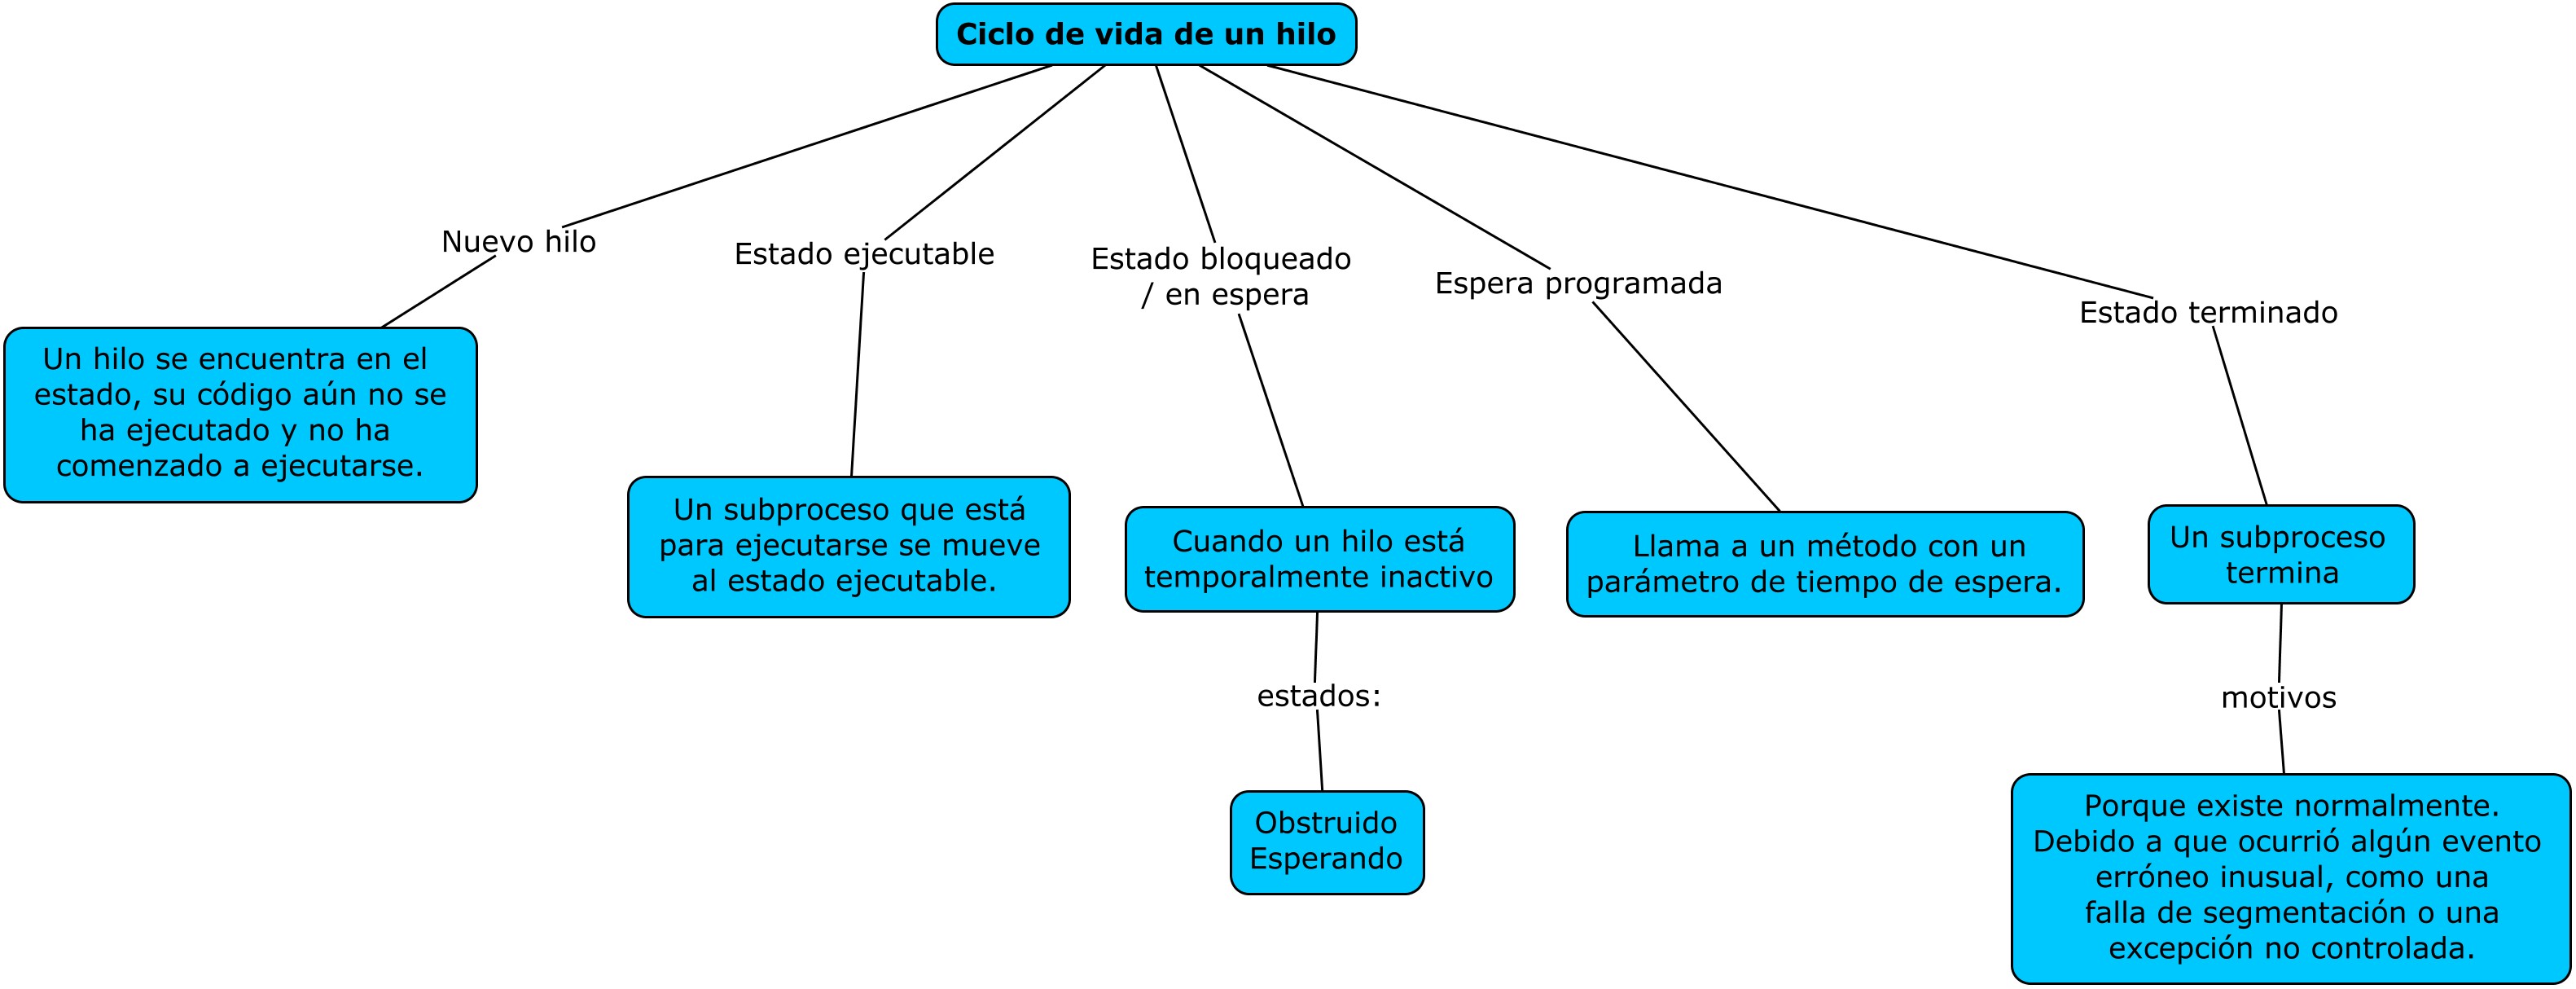 Ciclo de vida de un hilo
Nuevo hilo
Estado ejecutable
Estado bloqueado
/ en espera
Espera programada
Estado terminado
Un hilo se encuentra en el
estado, su código aún no se
ha ejecutado y no ha
comenzado a ejecutarse.
Un subproceso que está
para ejecutarse se mueve
al estado ejecutable.
Cuando un hilo está
temporalmente inactivo
Llama a un método con un
parámetro de tiempo de espera.
Un subproceso
termina
estados:
motivos
Obstruido
Esperando
Porque existe normalmente.
Debido a que ocurrió algún evento
erróneo inusual, como una
falla de segmentación o una
excepción no controlada.